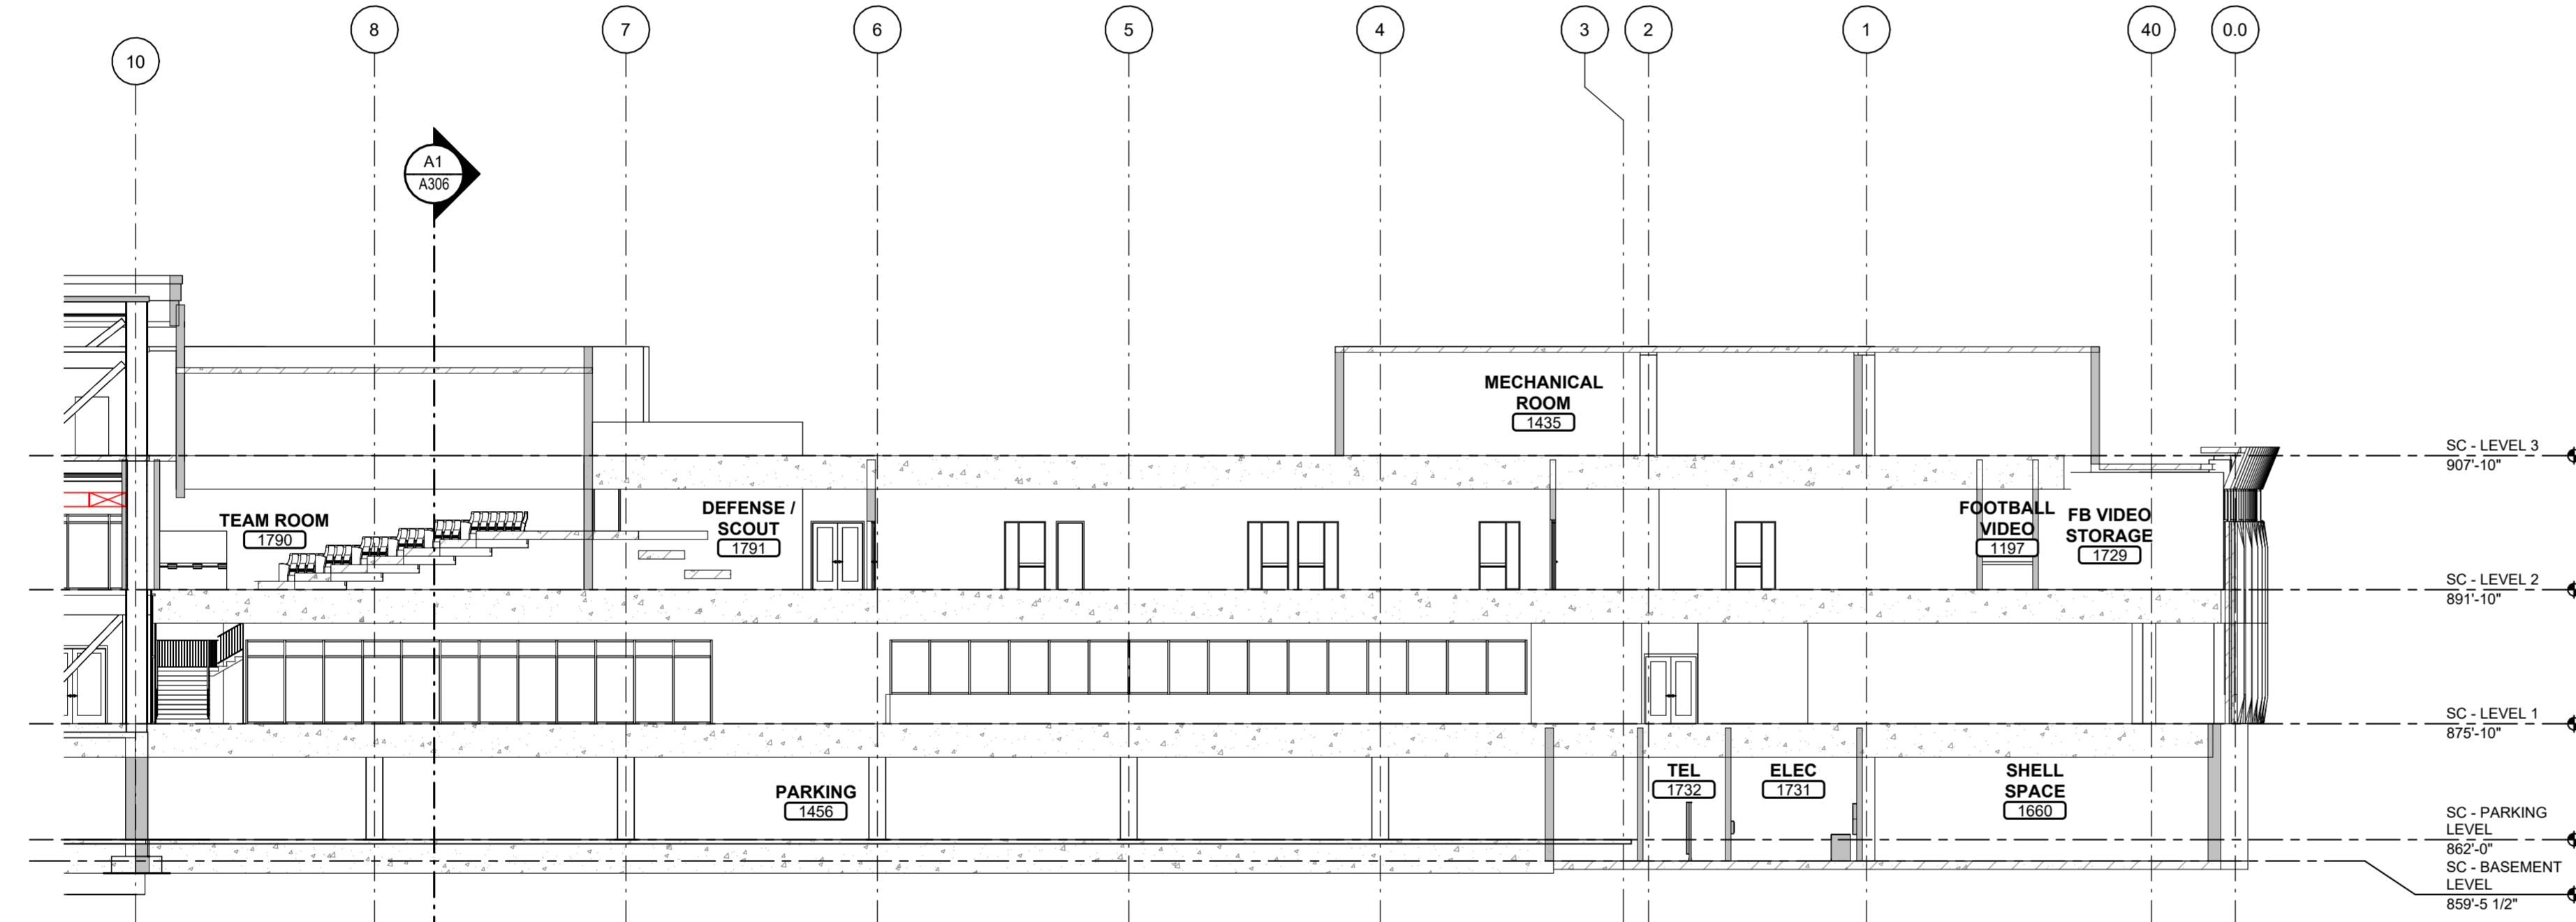 10
8
7
6
5
4
3
2
1
40
0.0
A1
A306
MECHANICAL
ROOM
1435
SC - LEVEL 3
907'-10"
TEAM ROOM
1790
DEFENSE /
SCOUT
1791
FOOTBALL
VIDEO
1197
FB VIDEO
STORAGE
1729
SC - LEVEL 2
891'-10"
SC - LEVEL 1
875'-10"
PARKING
1456
TEL
1732
ELEC
1731
SHELL
SPACE
1660
SC - PARKING
LEVEL
862'-0"
SC - BASEMENT
LEVEL
859'-5 1/2"